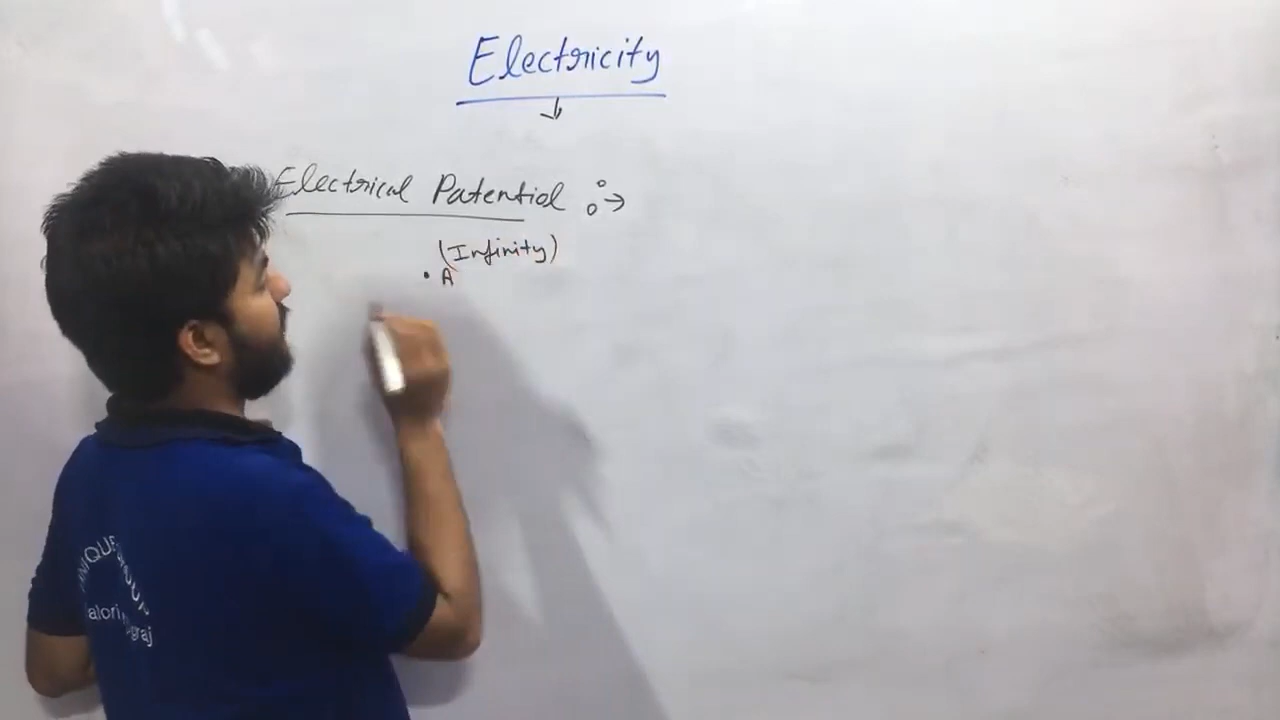 Electricity
↓
Electrical Patential :→
(Infinity)
• A